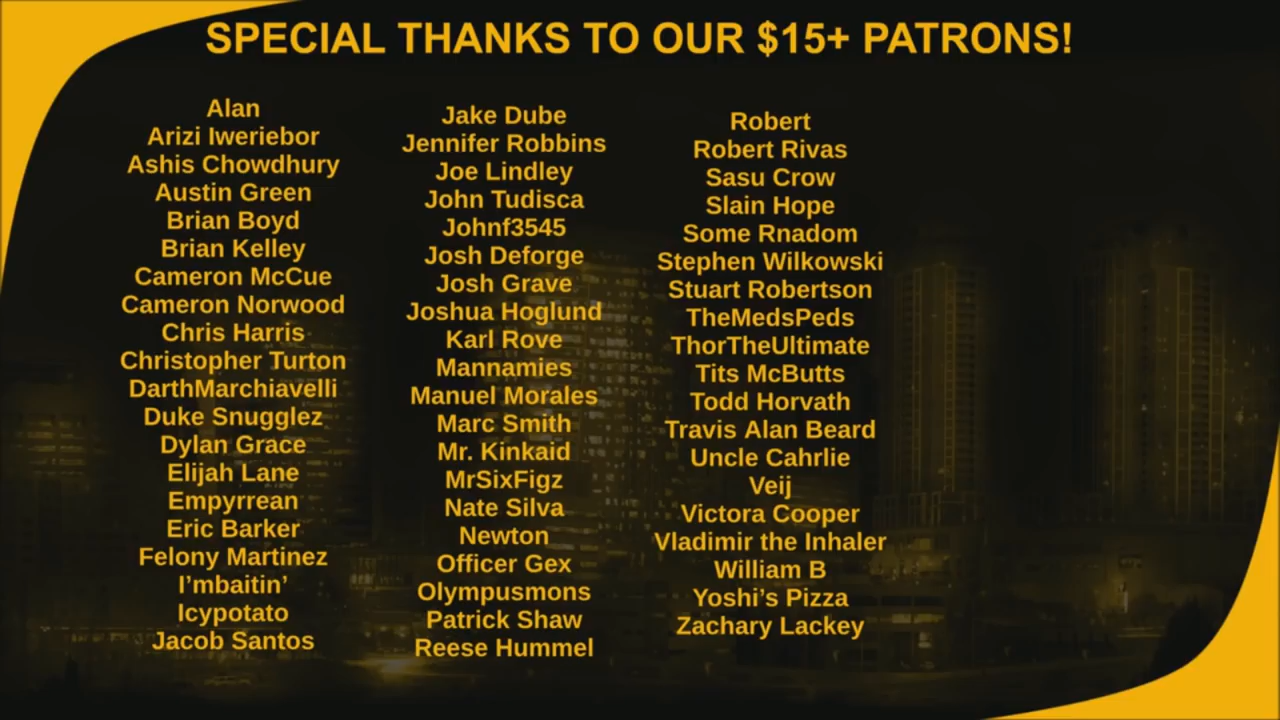 SPECIAL THANKS TO OUR $15+ PATRONS!
Alan
Arizi Iweriebor
Ashis Chowdhury
Austin Green
Brian Boyd
Brian Kelley
Cameron McCue
Cameron Norwood
Chris Harris
Christopher Turton
DarthMarchiavelli
Duke Snugglez
Dylan Grace
Elijah Lane
Empyrrean
Eric Barker
Felony Martinez
I’mbaitin’
Icypotato
Jacob Santos
Jake Dube
Jennifer Robbins
Joe Lindley
John Tudisca
Johnf3545
Josh Deforge
Josh Grave
Joshua Hoglund
Karl Rove
Mannamies
Manuel Morales
Marc Smith
Mr. Kinkaid
MrSixFigz
Nate Silva
Newton
Officer Gex
Olympusmons
Patrick Shaw
Reese Hummel
Robert
Robert Rivas
Sasu Crow
Slain Hope
Some Rnadom
Stephen Wilkowski
Stuart Robertson
TheMedsPeds
ThorTheUltimate
Tits McButts
Todd Horvath
Travis Alan Beard
Uncle Cahrlie
Veij
Victora Cooper
Vladimir the Inhaler
William B
Yoshi’s Pizza
Zachary Lackey